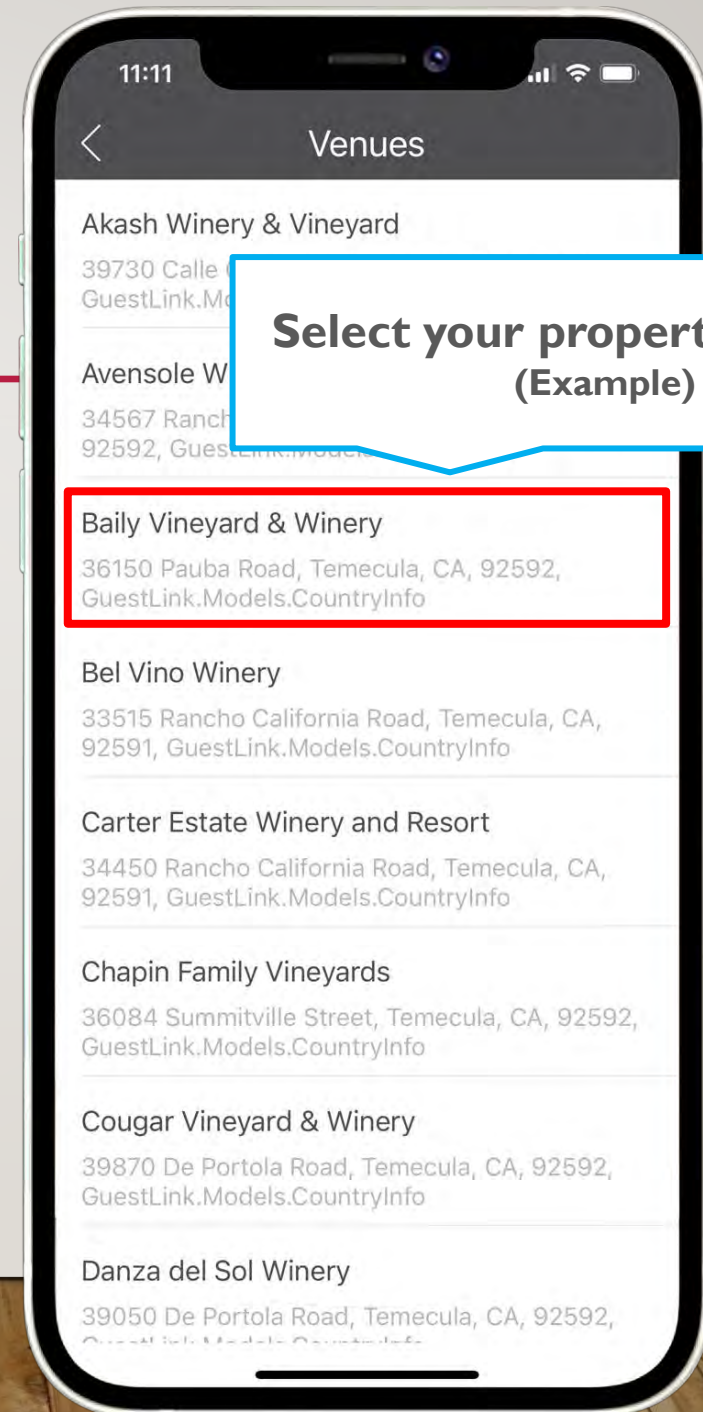 11:11
Venues
Akash Winery & Vineyard
39730 Calle
Select your propert
(Example)
Avensole
34567
92592,
Baily Vineyard & Winery
36150 Pauba Road, Temecula, CA, 92592,
GuestLink.Models.CountryInfo
Bel Vino Winery
33515 Rancho California Road, Temecula, CA,
92591, GuestLink.Models.CountryInfo
Carter Estate Winery and Resort
34450 Rancho California Road, Temecula, CA,
92591, GuestLink.Models.CountryInfo
Chapin Family Vineyards
36084 Summitville Street, Temecula, CA, 92592,
GuestLink.Models.CountryInfo
Cougar Vineyard & Winery
39870 De Portola Road, Temecula, CA, 92592,
GuestLink.Models.CountryInfo
Danza del Sol Winery
39050 De Portola Road, Temecula, CA, 92592,